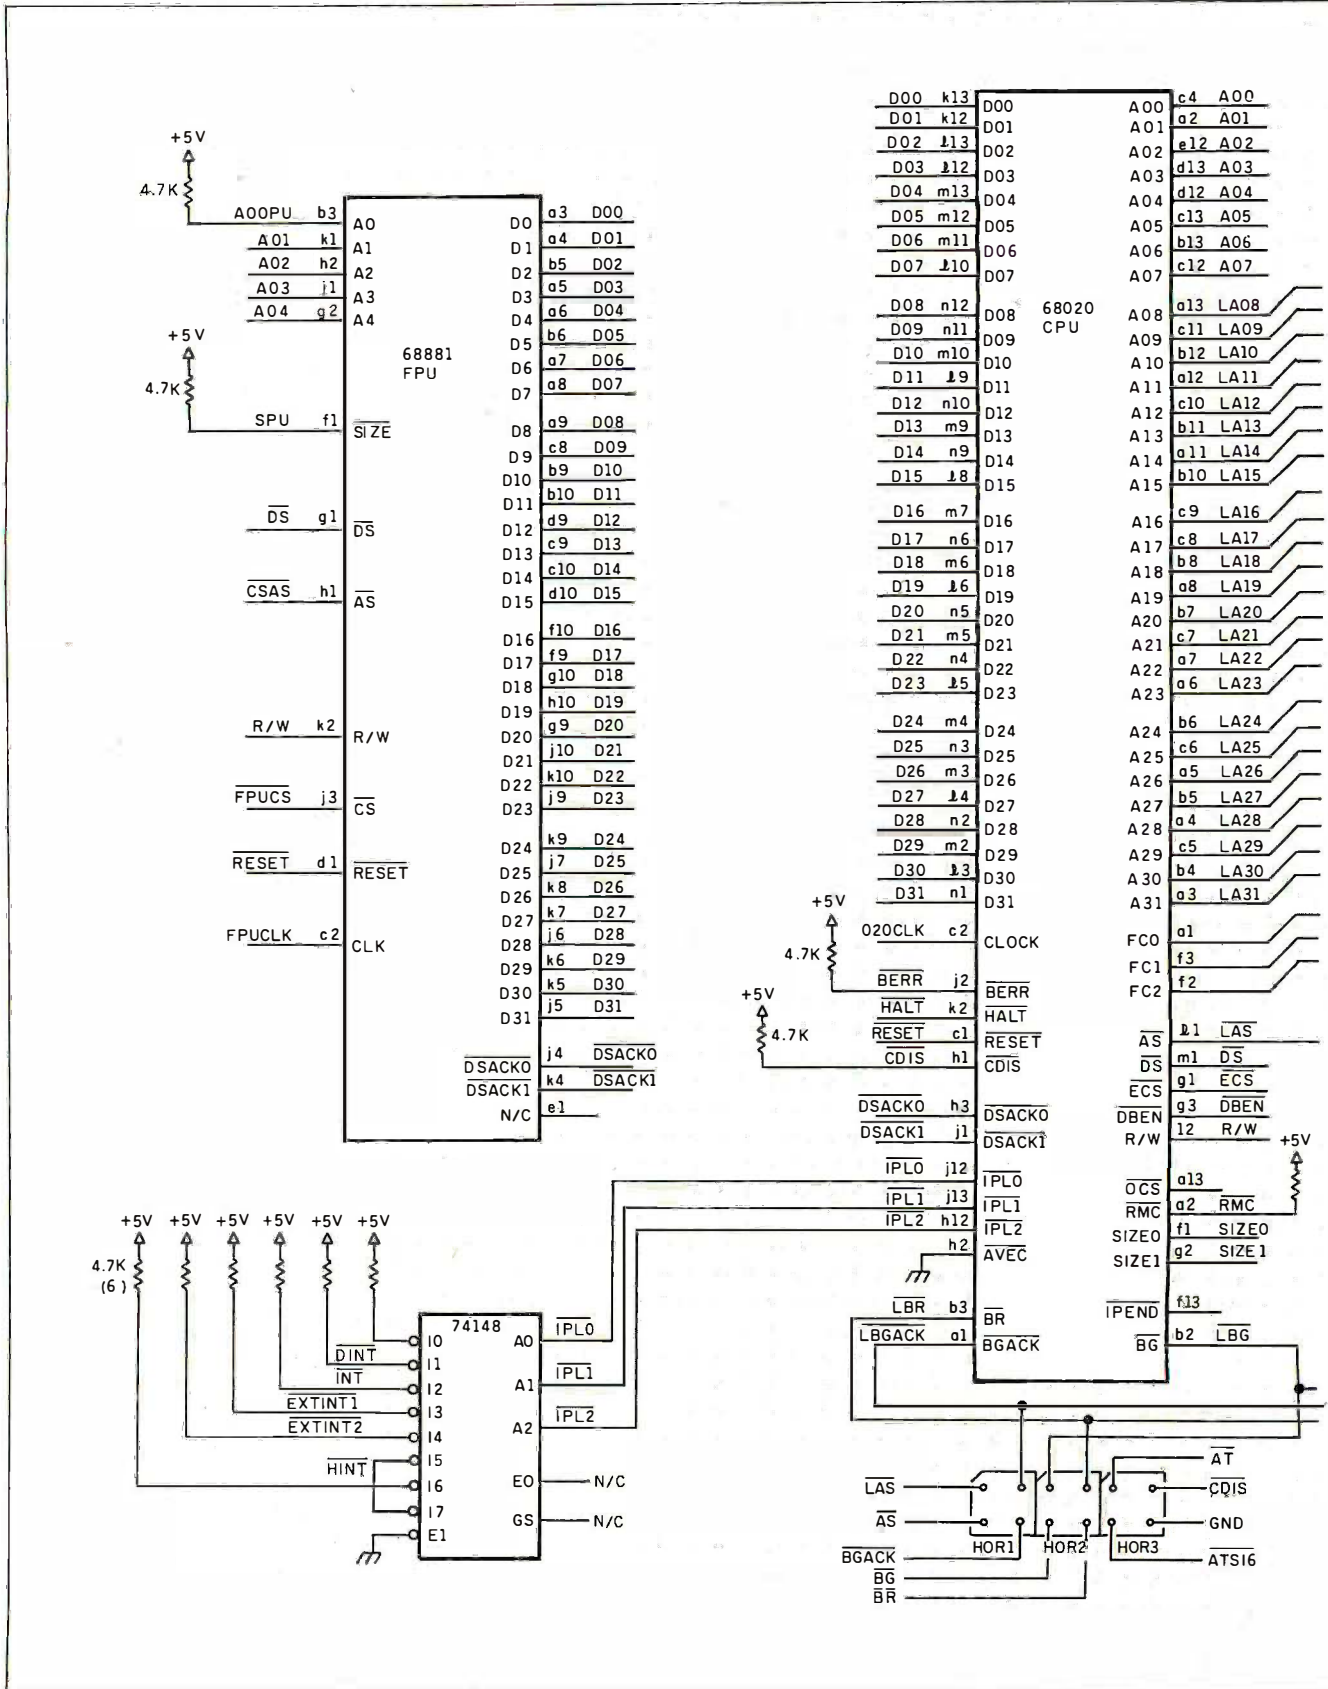 +5V
4.7K
A00PU b3 A0
A01 k1 A1
A02 h2 A2
A03 j1 A3
A04 g2 A4
+5V
4.7K
SPU f1 SIZE
DS g1 DS
CSAS h1 AS
R/W k2 R/W
FPUCS j3 CS
RESET d1 RESET
FPUCLK c2 CLK
68881
FPU
D0 a3 D00
D1 a4 D01
D2 b5 D02
D3 a5 D03
D4 a6 D04
D5 b6 D05
D6 a7 D06
D7 a8 D07
D8 a9 D08
D9 c8 D09
D10 b9 D10
D11 b10 D11
D12 d9 D12
D13 c9 D13
D14 c10 D14
D15 d10 D15
D16 f10 D16
D17 f9 D17
D18 g10 D18
D19 h10 D19
D20 g9 D20
D21 j10 D21
D22 k10 D22
D23 j9 D23
D24 k9 D24
D25 j7 D25
D26 k8 D26
D27 k7 D27
D28 j6 D28
D29 k6 D29
D30 k5 D30
D31 j5 D31
DSACK0 j4 DSACK0
DSACK1 k4 DSACK1
N/C e1
D00 k13 D00
D01 k12 D01
D02 l13 D02
D03 l12 D03
D04 m13 D04
D05 m12 D05
D06 m11 D06
D07 l10 D07
D08 n12 D08
D09 n11 D09
D10 m10 D10
D11 l9 D11
D12 n10 D12
D13 m9 D13
D14 n9 D14
D15 l8 D15
D16 m7 D16
D17 n6 D17
D18 m6 D18
D19 l6 D19
D20 n5 D20
D21 m5 D21
D22 n4 D22
D23 l5 D23
D24 m4 D24
D25 n3 D25
D26 m3 D26
D27 l4 D27
D28 n2 D28
D29 m2 D29
D30 l3 D30
D31 n1 D31
+5V
4.7K
020CLK c2 CLOCK
BERR j2 BERR
HALT k2 HALT
RESET c1 RESET
+5V
4.7K
CDIS h1 CDIS
DSACK0 h3 DSACK0
DSACK1 j1 DSACK1
IPL0 j12 IPL0
IPL1 j13 IPL1
IPL2 h12 IPL2
h2 AVEC
LBR b3 BR
LBGACK a1 BGACK
68020
CPU
A00 c4 A00
A01 a2 A01
A02 e12 A02
A03 d13 A03
A04 d12 A04
A05 c13 A05
A06 b13 A06
A07 c12 A07
A08 a13 LA08
A09 c11 LA09
A10 b12 LA10
A11 a12 LA11
A12 c10 LA12
A13 b11 LA13
A14 a11 LA14
A15 b10 LA15
A16 c9 LA16
A17 c8 LA17
A18 b8 LA18
A19 a8 LA19
A20 b7 LA20
A21 c7 LA21
A22 a7 LA22
A23 a6 LA23
A24 b6 LA24
A25 c6 LA25
A26 a5 LA26
A27 b5 LA27
A28 a4 LA28
A29 c5 LA29
A30 b4 LA30
A31 a3 LA31
FC0 a1
FC1 f3
FC2 f2
AS l1 LAS
DS m1 DS
ECS g1 ECS
DBEN g3 DBEN
R/W 12 R/W
+5V
OCS a13
RMC a2 RMC
SIZE0 f1 SIZE0
SIZE1 g2 SIZE1
IPEND f13
BG b2 LBG
+5V +5V +5V +5V +5V +5V
4.7K
(6)
74148
I0 A0 IPL0
DINT I1
INT I2 A1 IPL1
EXTINT1 I3
EXTINT2 I4 A2 IPL2
HINT I5
I6 EO N/C
I7 GS N/C
E1
AT
LAS CDIS
AS GND
HOR1 HOR2 HOR3
BGACK ATS16
BG
BR